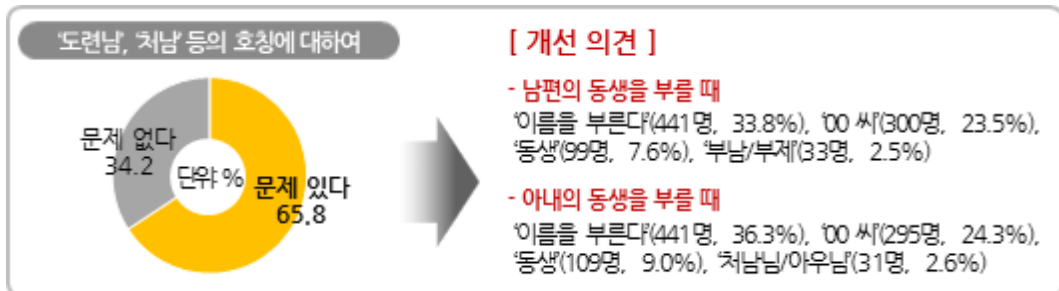 '도련님', '처남' 등의 호칭에 대하여
문제 없다
34.2
단위: %
문제 있다
65.8
[ 개선 의견 ]
- 남편의 동생을 부를 때
'이름을 부른다'(441명, 33.8%), '00 씨'(300명, 23.5%),
'동생'(99명, 7.6%), '부남/부제'(33명, 2.5%)
- 아내의 동생을 부를 때
'이름을 부른다'(441명, 36.3%), '00 씨'(295명, 24.3%),
'동생'(109명, 9.0%), '처남님/아우님'(31명, 2.6%)